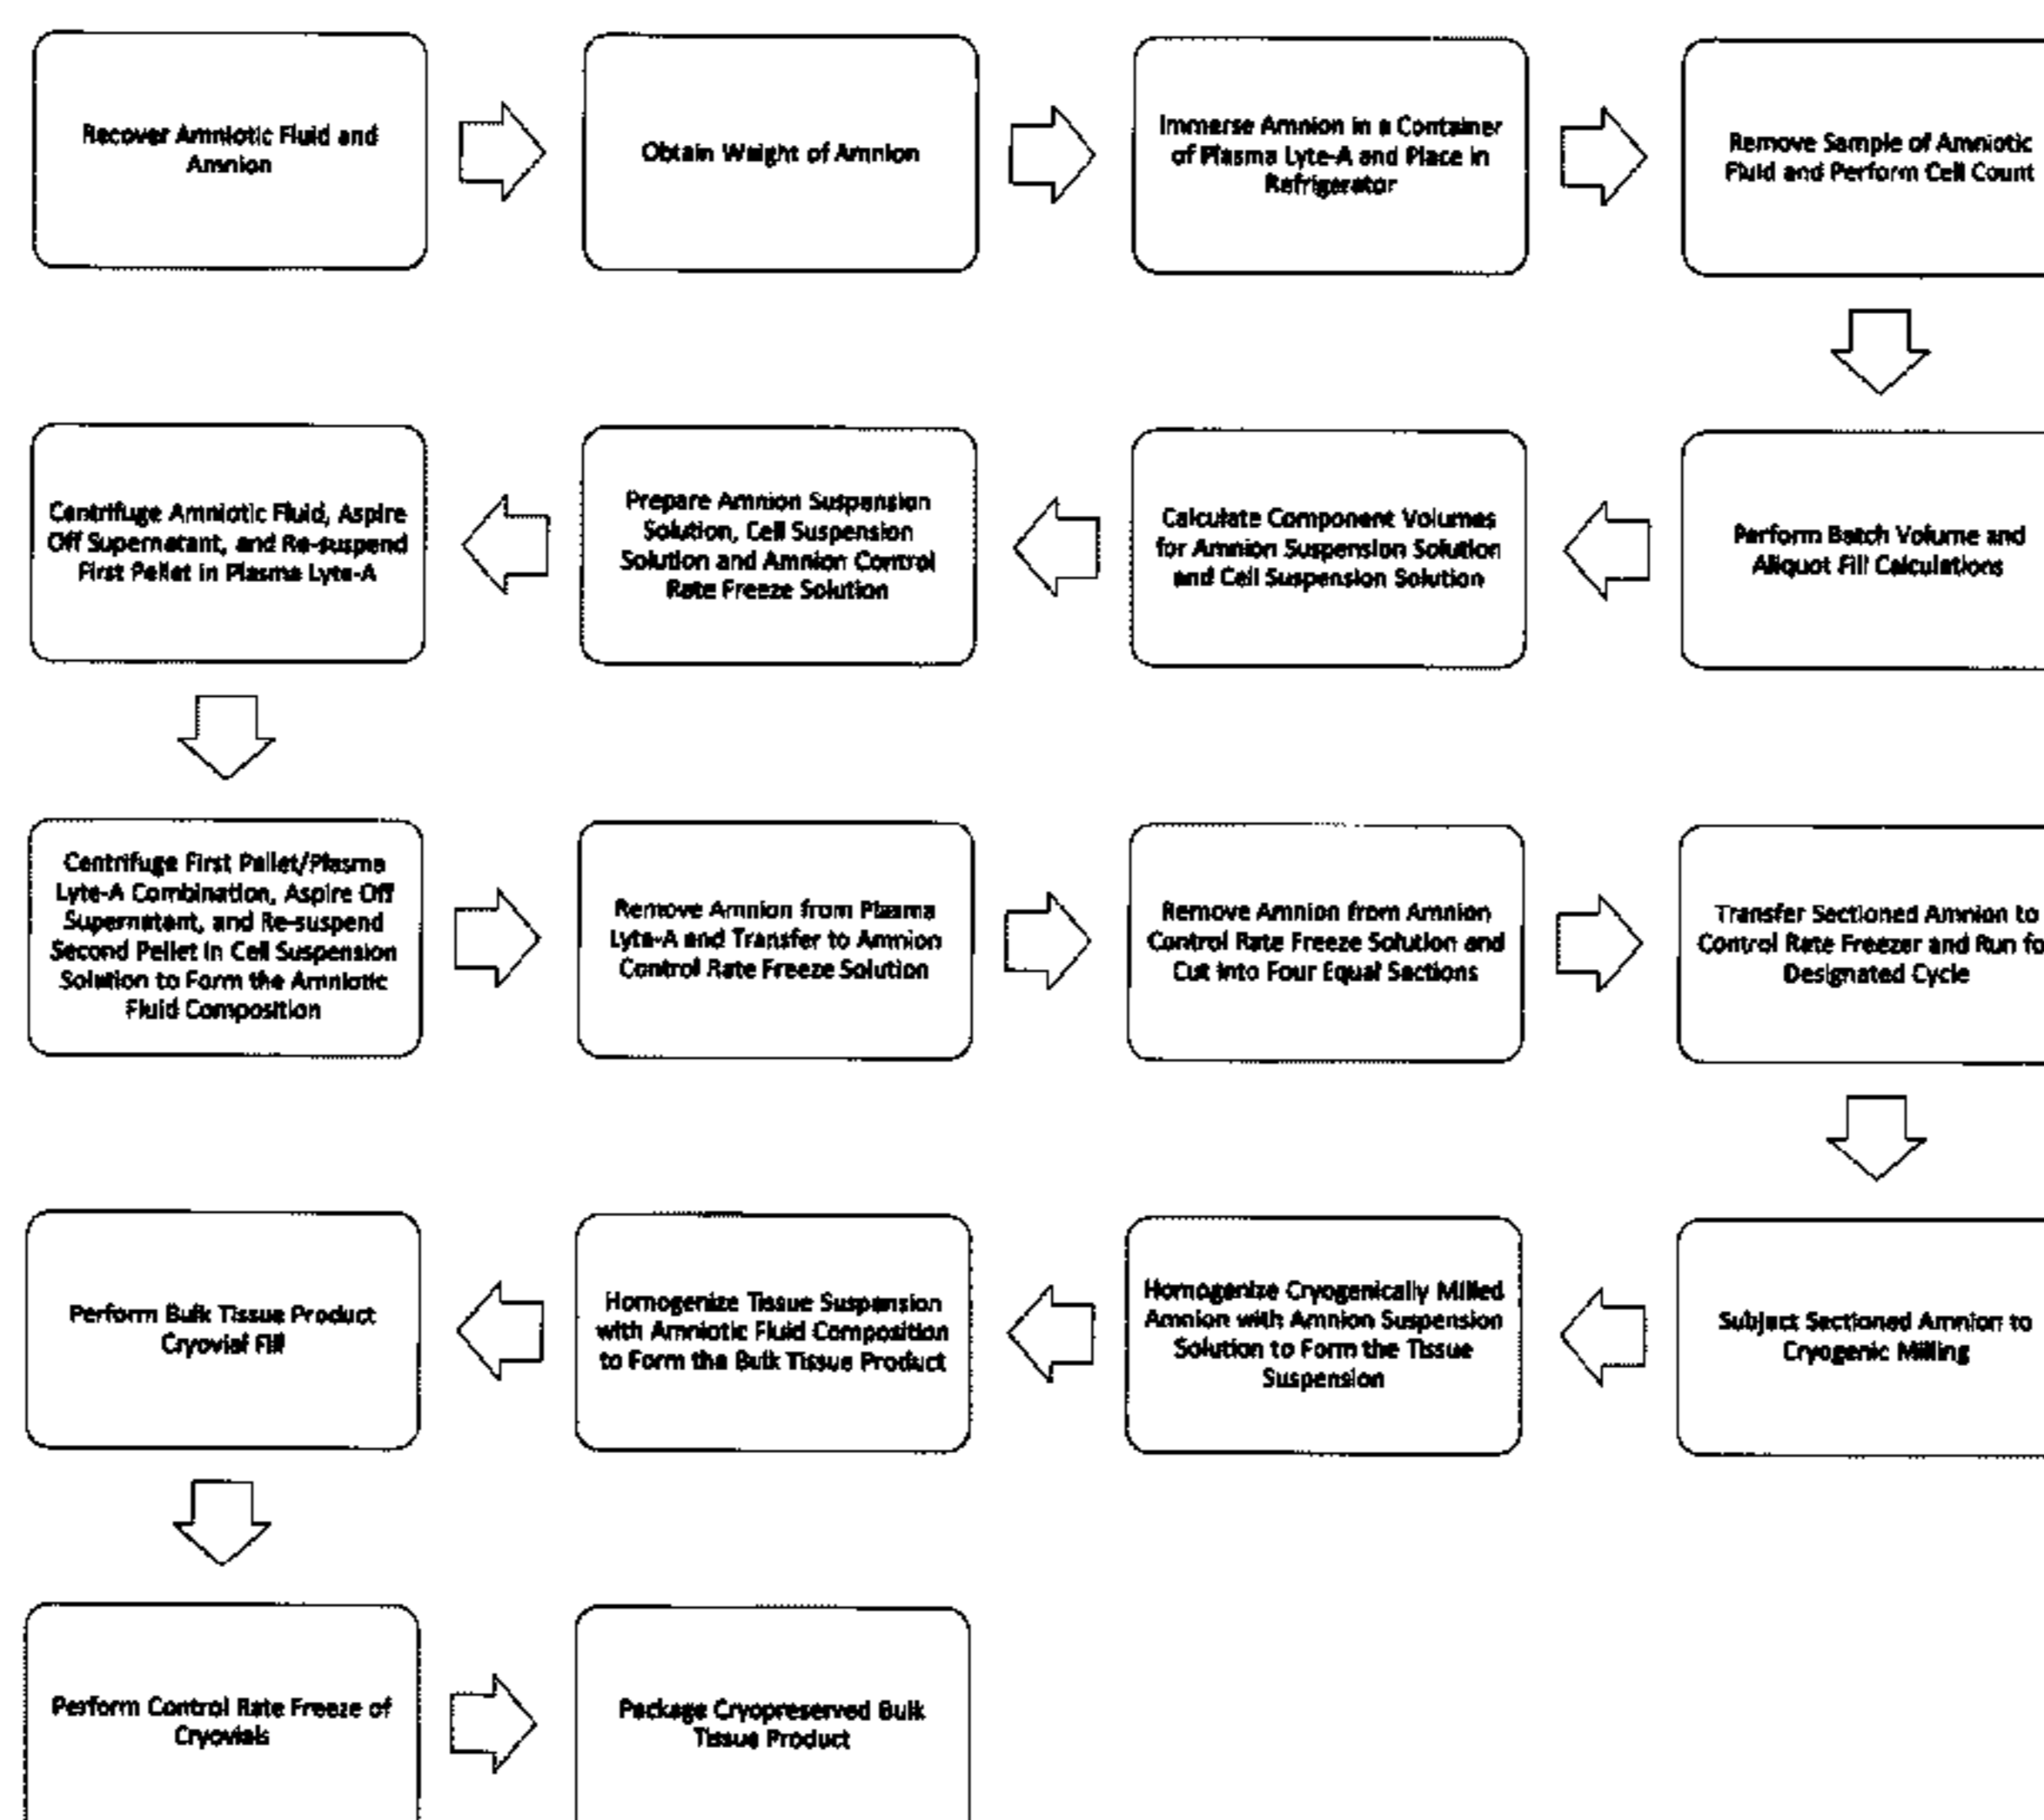 Recover Amniotic Fluid and
Amnion
Obtain Weight of Amnion
Immerse Amnion in a Container
of Plasma Lyte-A and Place in
Refrigerator
Remove Sample of Amniotic
Fluid and Perform Cell Count
Perform Batch Volume and
Aliquot Fill Calculations
Calculate Component Volumes
for Amnion Suspension Solution
and Cell Suspension Solution
Prepare Amnion Suspension
Solution, Cell Suspension
Solution and Amnion Control
Rate Freeze Solution
Centrifuge Amniotic Fluid, Aspire
Off Supernatant, and Re-suspend
First Pellet in Plasma Lyte-A
Centrifuge First Pellet/Plasma
Lyte-A Combination, Aspire Off
Supernatant, and Re-suspend
Second Pellet in Cell Suspension
Solution to Form the Amniotic
Fluid Composition
Remove Amnion from Plasma
Lyte-A and Transfer to Amnion
Control Rate Freeze Solution
Remove Amnion from Amnion
Control Rate Freeze Solution and
Cut into Four Equal Sections
Transfer Sectioned Amnion to
Control Rate Freezer and Run fo
Designated Cycle
Subject Sectioned Amnion to
Cryogenic Milling
Homogenize Cryogenically Milled
Amnion with Amnion Suspension
Solution to Form the Tissue
Suspension
Homogenize Tissue Suspension
with Amniotic Fluid Composition
to Form the Bulk Tissue Product
Perform Bulk Tissue Product
Cryovial Fill
Perform Control Rate Freeze of
Cryovials
Package Cryopreserved Bulk
Tissue Product